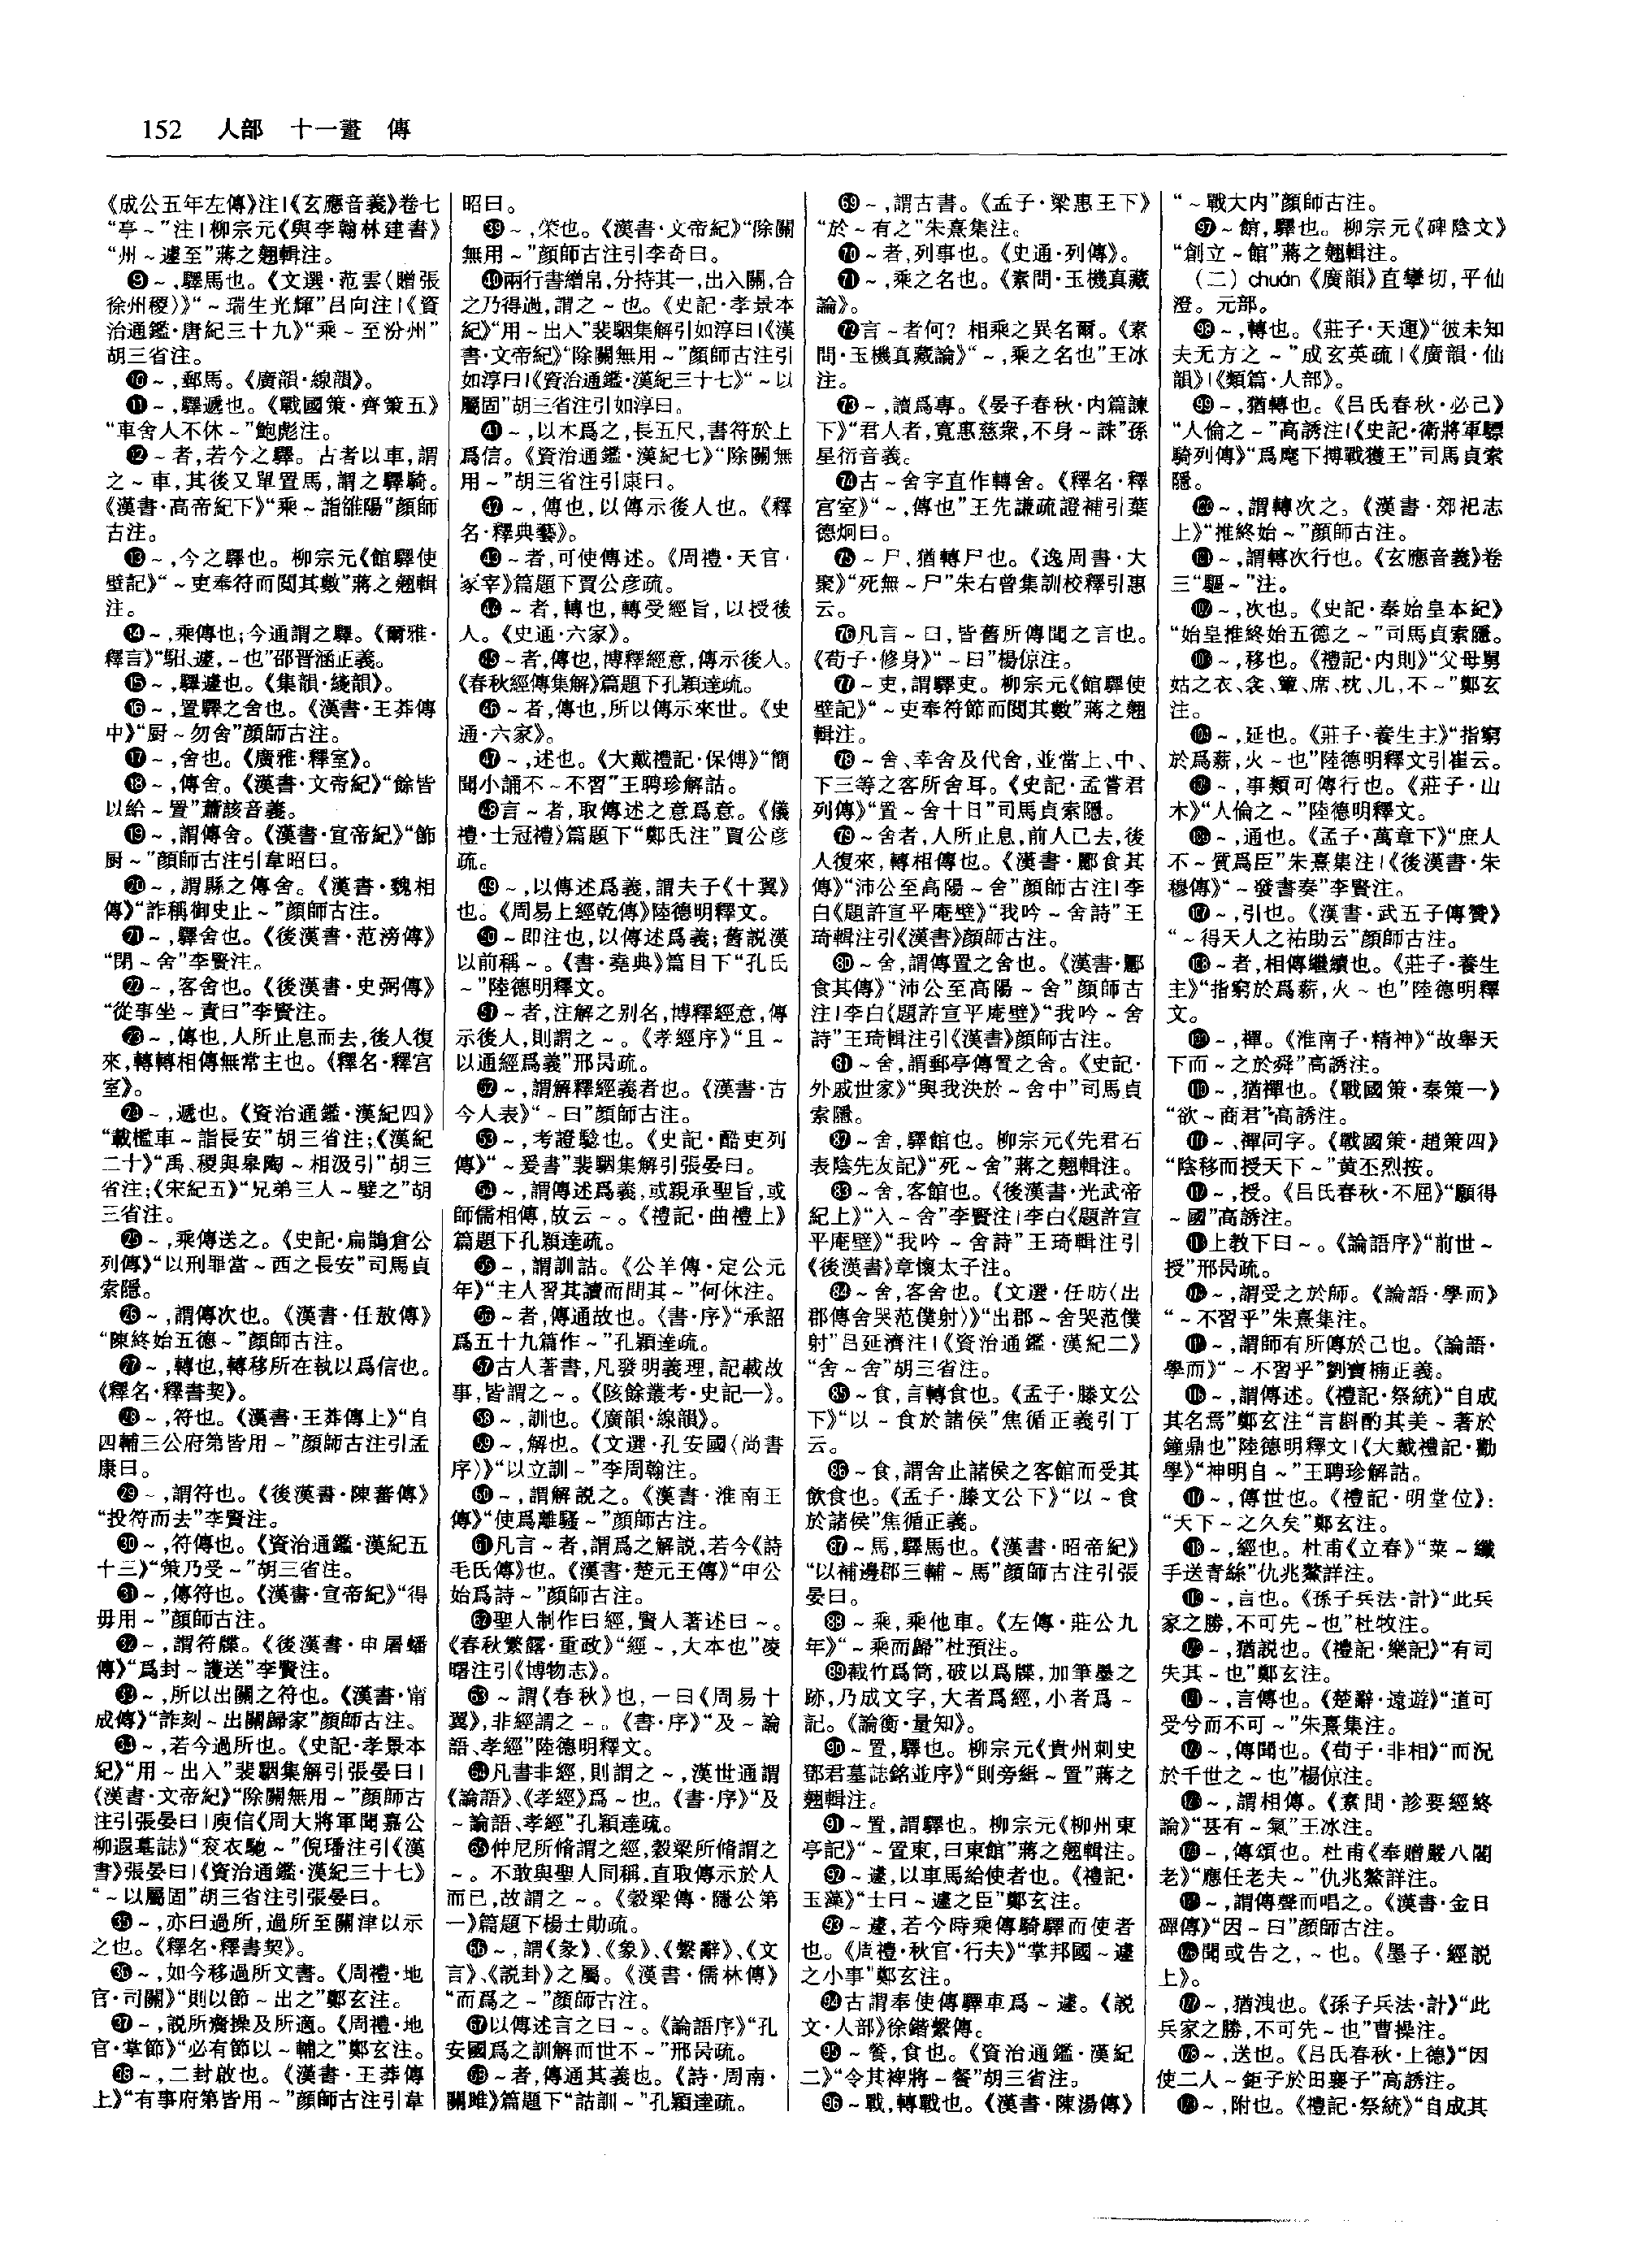 152　人部　十一畫　傳
《成公五年左傳》注|《玄應音義》卷七
“亭～”注|柳宗元《與李翰林建書》
“州～遽至”蔣之翹輯注。
❾～,驛馬也。《文選·范雲〈贈張
徐州稷〉》“～瑞生光輝”吕向注|《資
治通鑑·唐紀三十九》“乘～至汾州”
胡三省注。
❿～,郵馬。《廣韻·線韻》。
⓫～,驛遞也。《戰國策·齊策五》
“車舍人不休～”鮑彪注。
⓬～者,若今之驛。古者以車,謂
之～車,其後又單置馬,謂之驛騎。
《漢書·高帝紀下》“乘～詣雒陽”顏師
古注。
⓭～,今之驛也。柳宗元《館驛使
壁記》“～吏奉符而閲其數”蔣之翹輯
注。
⓮～,乘傳也;今通謂之驛。《爾雅·
釋言》“馹、遽,～也”邵晋涵正義。
⓯～,驛遽也。《集韻·綫韻》。
⓰～,置驛之舍也。《漢書·王莽傳
中》“厨～勿舍”顏師古注。
⓱～,舍也。《廣雅·釋室》。
⓲～,傳舍。《漢書·文帝紀》“餘皆
以給～置”蕭該音義。
⓳～,謂傳舍。《漢書·宣帝紀》“飾
厨～”顏師古注引韋昭曰。
⓴～,謂縣之傳舍。《漢書·魏相
傳》“詐稱御史止～”顏師古注。
㉑～,驛舍也。《後漢書·范滂傳》
“閉～舍”李賢注。
㉒～,客舍也。《後漢書·史弼傳》
“從事坐～責曰”李賢注。
㉓～,傳也,人所止息而去,後人復
來,轉轉相傳無常主也。《釋名·釋宫
室》。
㉔～,遞也。《資治通鑑·漢紀四》
“載檻車～詣長安”胡三省注;《漢紀
二十》“禹、稷與皋陶～相汲引”胡三
省注;《宋紀五》“兄弟三人～嬖之”胡
三省注。
㉕～,乘傳送之。《史記·扁鵲倉公
列傳》“以刑罪當～西之長安”司馬貞
索隱。
㉖～,謂傳次也。《漢書·任敖傳》
“陳終始五德～”顏師古注。
㉗～,轉也,轉移所在執以爲信也。
《釋名·釋書契》。
㉘～,符也。《漢書·王莽傳上》“自
四輔三公府第皆用～”顏師古注引孟
康曰。
㉙～,謂符也。《後漢書·陳蕃傳》
“投符而去”李賢注。
㉚～,符傳也。《資治通鑑·漢紀五
十三》“策乃受～”胡三省注。
㉛～,傳符也。《漢書·宣帝紀》“得
毋用～”顏師古注。
㉜～,謂符牒。《後漢書·申屠蟠
傳》“爲封～護送”李賢注。
㉝～,所以出關之符也。《漢書·甯
成傳》“詐刻～出關歸家”顏師古注。
㉞～,若今過所也。《史記·孝景本
紀》“用～出入”裴駰集解引張晏曰|
《漢書·文帝紀》“除關無用～”顏師古
注引張晏曰|庾信《周大將軍聞嘉公
柳遐墓誌》“衮衣馳～”倪璠注引《漢
書》張晏曰|《資治通鑑·漢紀三十七》
“～以屬固”胡三省注引張晏曰。
㉟～,亦曰過所,過所至關津以示
之也。《釋名·釋書契》。
㊱～,如今移過所文書。《周禮·地
官·司關》“則以節～出之”鄭玄注。
㊲～,説所齎操及所適。《周禮·地
官·掌節》“必有節以～輔之”鄭玄注。
㊳～,二封啟也。《漢書·王莽傳
上》“有事府第皆用～”顏師古注引韋
昭曰。
㊴～,棨也。《漢書·文帝紀》“除關
無用～”顏師古注引李奇曰。
㊵兩行書繒帛,分持其一,出入關,合
之乃得過,謂之～也。《史記·孝景本
紀》“用～出入”裴駰集解引如淳曰|《漢
書·文帝紀》“除關無用～”顏師古注引
如淳曰|《資治通鑑·漢紀三十七》“～以
屬固”胡三省注引如淳曰。
㊶～,以木爲之,長五尺,書符於上
爲信。《資治通鑑·漢紀七》“除關無
用～”胡三省注引康曰。
㊷～,傳也,以傳示後人也。《釋
名·釋典藝》。
㊸～者,可使傳述。《周禮·天官·
冢宰》篇題下賈公彦疏。
㊹～者,轉也,轉受經旨,以授後
人。《史通·六家》。
㊺～者,傳也,博釋經意,傳示後人。
《春秋經傳集解》篇題下孔穎達疏。
㊻～者,傳也,所以傳示來世。《史
通·六家》。
㊼～,述也。《大戴禮記·保傅》“簡
聞小誦不～不習”王聘珍解詁。
㊽言～者,取傳述之意爲意。《儀
禮·士冠禮》篇題下“鄭氏注”賈公彦
疏。
㊾～,以傳述爲義,謂夫子《十翼》
也。《周易上經乾傳》陸德明釋文。
㊿～即注也,以傳述爲義;舊説漢
以前稱～。《書·堯典》篇目下“孔氏
～”陸德明釋文。
51～者,注解之别名,博釋經意,傳
示後人,則謂之～。《孝經序》“且～
以通經爲義”邢昺疏。
52～,謂解釋經義者也。《漢書·古
今人表》“～曰”顏師古注。
53～,考證驗也。《史記·酷吏列
傳》“～爰書”裴駰集解引張晏曰。
54～,謂傳述爲義,或親承聖旨,或
師儒相傳,故云～。《禮記·曲禮上》
篇題下孔穎達疏。
55～,謂訓詁。《公羊傳·定公元
年》“主人習其讀而問其～”何休注。
56～者,傳通故也。《書·序》“承詔
爲五十九篇作～”孔穎達疏。
57古人著書,凡發明義理,記載故
事,皆謂之～。《陔餘叢考·史記一》。
58～,訓也。《廣韻·線韻》。
59～,解也。《文選·孔安國〈尚書
序〉》“以立訓～”李周翰注。
60～,謂解説之。《漢書·淮南王
傳》“使爲離騷～”顏師古注。
61凡言～者,謂爲之解説,若今《詩
毛氏傳》也。《漢書·楚元王傳》“申公
始爲詩～”顏師古注。
62聖人制作曰經,賢人著述曰～。
《春秋繁露·重政》“經～,大本也”凌
曙注引《博物志》。
63～謂《春秋》也,一曰《周易十
翼》,非經謂之～。《書·序》“及～論
語、孝經”陸德明釋文。
64凡書非經,則謂之～,漢世通謂
《論語》、《孝經》爲～也。《書·序》“及
～論語、孝經”孔穎達疏。
65仲尼所脩謂之經,穀梁所脩謂之
～。不敢與聖人同稱,直取傳示於人
而已,故謂之～。《穀梁傳·隱公第
一》篇題下楊士勛疏。
66～,謂《彖》、《象》、《繫辭》、《文
言》、《説卦》之屬。《漢書·儒林傳》
“而爲之～”顏師古注。
67以傳述言之曰～。《論語序》“孔
安國爲之訓解而世不～”邢昺疏。
68～者,傳通其義也。《詩·周南·
關雎》篇題下“詁訓～”孔穎達疏。
69～,謂古書。《孟子·梁惠王下》
“於～有之”朱熹集注。
70～者,列事也。《史通·列傳》。
71～,乘之名也。《素問·玉機真藏
論》。
72言～者何?相乘之異名爾。《素
問·玉機真藏論》“～,乘之名也”王冰
注。
73～,讀爲專。《晏子春秋·内篇諫
下》“君人者,寬惠慈衆,不身～誅”孫
星衍音義。
74古～舍字直作轉舍。《釋名·釋
宫室》“～,傳也”王先謙疏證補引葉
德炯曰。
75～尸,猶轉尸也。《逸周書·大
聚》“死無～尸”朱右曾集訓校釋引惠
云。
76凡言～曰,皆舊所傳聞之言也。
《荀子·修身》“～曰”楊倞注。
77～吏,謂驛吏。柳宗元《館驛使
壁記》“～吏奉符節而閲其數”蔣之翹
輯注。
78～舍、幸舍及代舍,並當上、中、
下三等之客所舍耳。《史記·孟嘗君
列傳》“置～舍十日”司馬貞索隱。
79～舍者,人所止息,前人已去,後
人復來,轉相傳也。《漢書·酈食其
傳》“沛公至高陽～舍”顏師古注|李
白《題許宣平庵壁》“我吟～舍詩”王
琦輯注引《漢書》顏師古注。
80～舍,謂傳置之舍也。《漢書·酈
食其傳》“沛公至高陽～舍”顏師古
注|李白《題許宣平庵壁》“我吟～舍
詩”王琦輯注引《漢書》顏師古注。
81～舍,謂郵亭傳置之舍。《史記·
外戚世家》“與我決於～舍中”司馬貞
索隱。
82～舍,驛館也。柳宗元《先君石
表陰先友記》“死～舍”蔣之翹輯注。
83～舍,客館也。《後漢書·光武帝
紀上》“入～舍”李賢注|李白《題許宣
平庵壁》“我吟～舍詩”王琦輯注引
《後漢書》章懷太子注。
84～舍,客舍也。《文選·任昉〈出
郡傳舍哭范僕射〉》“出郡～舍哭范僕
射”吕延濟注|《資治通鑑·漢紀二》
“舍～舍”胡三省注。
85～食,言轉食也。《孟子·滕文公
下》“以～食於諸侯”焦循正義引丁
云。
86～食,謂舍止諸侯之客館而受其
飲食也。《孟子·滕文公下》“以～食
於諸侯”焦循正義。
87～馬,驛馬也。《漢書·昭帝紀》
“以補邊郡三輔～馬”顏師古注引張
晏曰。
88～乘,乘他車。《左傳·莊公九
年》“～乘而歸”杜預注。
89截竹爲筒,破以爲牒,加筆墨之
跡,乃成文字,大者爲經,小者爲～
記。《論衡·量知》。
90～置,驛也。柳宗元《貴州刺史
鄧君墓誌銘並序》“則旁緝～置”蔣之
翹輯注。
91～置,謂驛也。柳宗元《柳州東
亭記》“～置東,曰東館”蔣之翹輯注。
92～遽,以車馬給使者也。《禮記·
玉藻》“士曰～遽之臣”鄭玄注。
93～遽,若今時乘傳騎驛而使者
也。《周禮·秋官·行夫》“掌邦國～遽
之小事”鄭玄注。
94古謂奉使傳驛車爲～遽。《説
文·人部》徐鍇繫傳。
95～餐,食也。《資治通鑑·漢紀
二》“令其裨將～餐”胡三省注。
96～戰,轉戰也。《漢書·陳湯傳》
“～戰大内”顏師古注。
97～館,驛也。柳宗元《碑陰文》
“創立～館”蔣之翹輯注。
(二) chuán《廣韻》直攣切,平仙
澄。元部。
98～,轉也。《莊子·天運》“彼未知
夫无方之～”成玄英疏|《廣韻·仙
韻》|《類篇·人部》。
99～,猶轉也。《吕氏春秋·必己》
“人倫之～”高誘注|《史記·衛將軍驃
騎列傳》“爲麾下搏戰獲王”司馬貞索
隱。
100～,謂轉次之。《漢書·郊祀志
上》“推終始～”顏師古注。
101～,謂轉次行也。《玄應音義》卷
三“驅～”注。
102～,次也。《史記·秦始皇本紀》
“始皇推終始五德之～”司馬貞索隱。
103～,移也。《禮記·内則》“父母舅
姑之衣、衾、簟、席、枕、几,不～”鄭玄
注。
104～,延也。《莊子·養生主》“指窮
於爲薪,火～也”陸德明釋文引崔云。
105～,事類可傳行也。《莊子·山
木》“人倫之～”陸德明釋文。
106～,通也。《孟子·萬章下》“庶人
不～質爲臣”朱熹集注|《後漢書·朱
穆傳》“～發書奏”李賢注。
107～,引也。《漢書·武五子傳贊》
“～得天人之祐助云”顏師古注。
108～者,相傳繼續也。《莊子·養生
主》“指窮於爲薪,火～也”陸德明釋
文。
109～,禪。《淮南子·精神》“故舉天
下而～之於舜”高誘注。
110～,猶禪也。《戰國策·秦策一》
“欲～商君”高誘注。
111～、禪同字。《戰國策·趙策四》
“陰移而授天下～”黄丕烈按。
112～,授。《吕氏春秋·不屈》“願得
～國”高誘注。
113上教下曰～。《論語序》“前世～
授”邢昺疏。
114～,謂受之於師。《論語·學而》
“～不習乎”朱熹集注。
115～,謂師有所傳於己也。《論語·
學而》“～不習乎”劉寶楠正義。
116～,謂傳述。《禮記·祭統》“自成
其名焉”鄭玄注“言斟酌其美～著於
鐘鼎也”陸德明釋文|《大戴禮記·勸
學》“神明自～”王聘珍解詁。
117～,傳世也。《禮記·明堂位》:
“天下～之久矣”鄭玄注。
118～,經也。杜甫《立春》“菜～纖
手送青絲”仇兆鰲詳注。
119～,言也。《孫子兵法·計》“此兵
家之勝,不可先～也”杜牧注。
120～,猶説也。《禮記·樂記》“有司
失其～也”鄭玄注。
121～,言傳也。《楚辭·遠遊》“道可
受兮而不可～”朱熹集注。
122～,傳聞也。《荀子·非相》“而況
於千世之～也”楊倞注。
123～,謂相傳。《素問·診要經終
論》“甚有～氣”王冰注。
124～,傳頌也。杜甫《奉贈嚴八閣
老》“應任老夫～”仇兆鰲詳注。
125～,謂傳聲而唱之。《漢書·金日
磾傳》“因～曰”顏師古注。
126聞或告之,～也。《墨子·經説
上》。
127～,猶洩也。《孫子兵法·計》“此
兵家之勝,不可先～也”曹操注。
128～,送也。《吕氏春秋·上德》“因
使二人～鉅子於田襄子”高誘注。
129～,附也。《禮記·祭統》“自成其